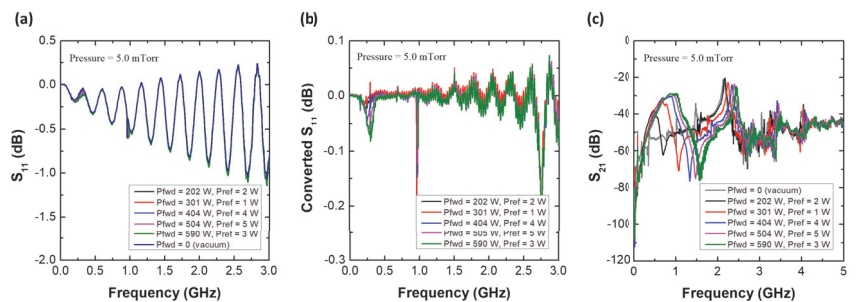 (a)
Pressure = 5.0 mTorr
S11 (dB)
0.5
0.0
-0.5
-1.0
-1.5
-2.0
Pfwd = 202 W, Pref = 2 W
Pfwd = 301 W, Pref = 1 W
Pfwd = 404 W, Pref = 4 W
Pfwd = 504 W, Pref = 5 W
Pfwd = 590 W, Pref = 3 W
Pfwd = 0 (vacuum)
0.0 0.5 1.0 1.5 2.0 2.5 3.0
Frequency (GHz)
(b)
Pressure = 5.0 mTorr
Converted S11 (dB)
0.1
0.0
-0.1
-0.2
-0.3
Pfwd = 202 W, Pref = 2 W
Pfwd = 301 W, Pref = 1 W
Pfwd = 404 W, Pref = 4 W
Pfwd = 505 W, Pref = 5 W
Pfwd = 590 W, Pref = 3 W
0.0 0.5 1.0 1.5 2.0 2.5 3.0
Frequency (GHz)
(c)
Pressure = 5.0 mTorr
S21 (dB)
0
-20
-40
-60
-80
-100
-120
Pfwd = 0 (vacuum)
Pfwd = 202 W, Pref = 2 W
Pfwd = 301 W, Pref = 1 W
Pfwd = 404 W, Pref = 4 W
Pfwd = 504 W, Pref = 5 W
Pfwd = 590 W, Pref = 3 W
0 1 2 3 4 5
Frequency (GHz)